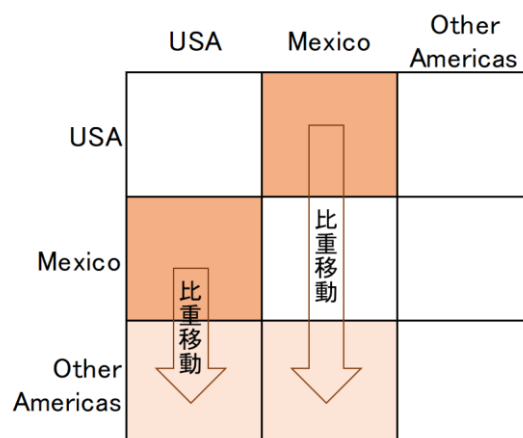 USA
Mexico
Other
Americas
USA
比重移動
Mexico
比重移動
Other
Americas